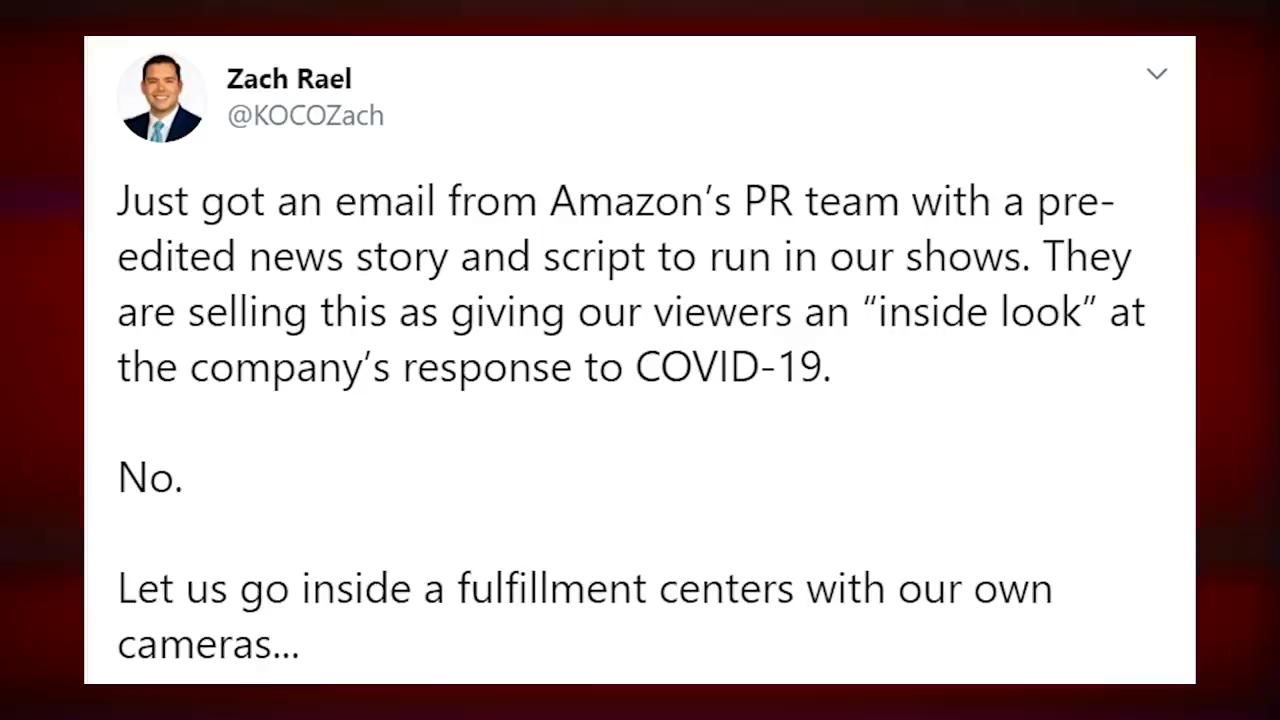 Zach Rael
@KOCOZach
Just got an email from Amazon’s PR team with a pre-
edited news story and script to run in our shows. They
are selling this as giving our viewers an “inside look” at
the company’s response to COVID-19.
No.
Let us go inside a fulfillment centers with our own
cameras...